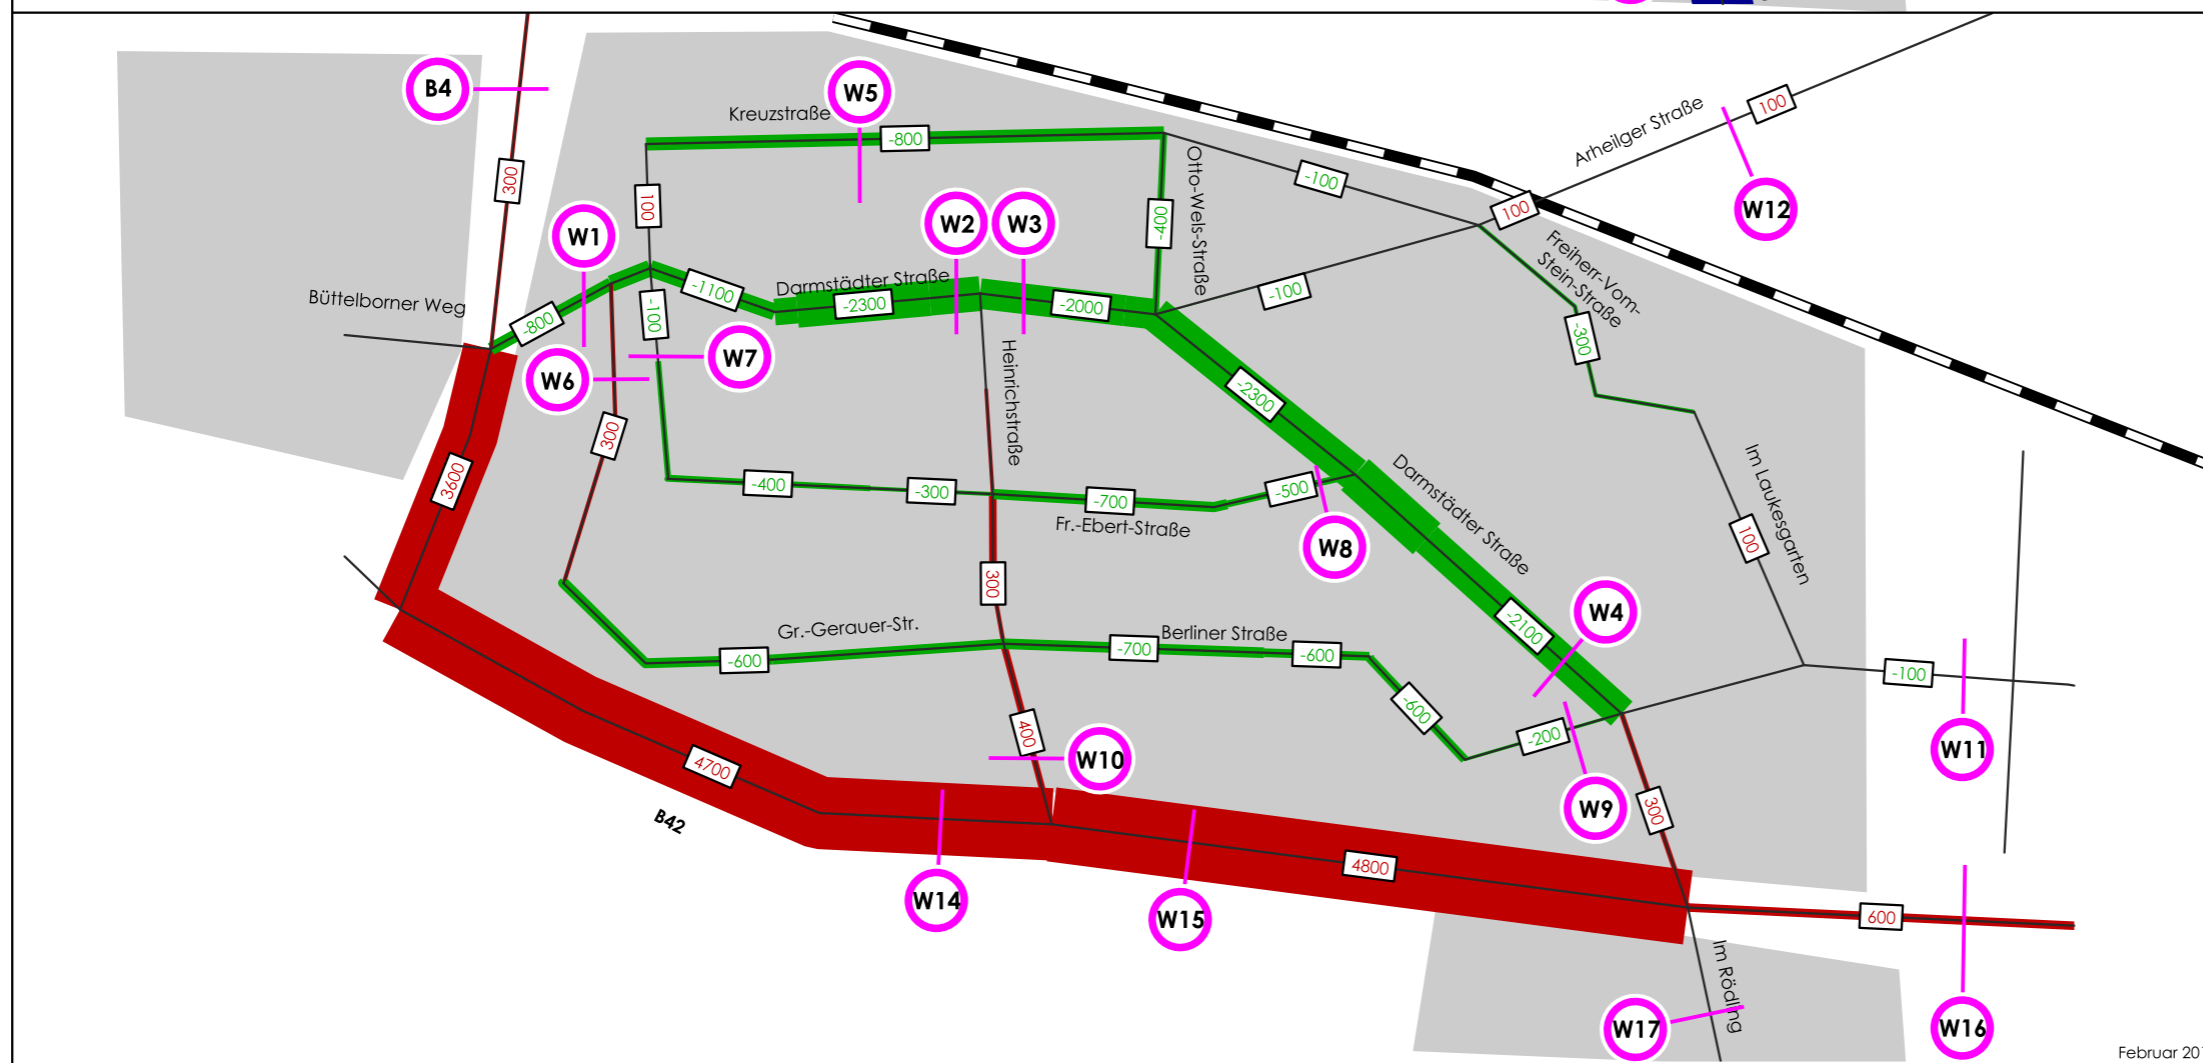 B4
W5
Kreuzstraße
-800
100
Arheilger Straße
W12
300
100
W1
W2
W3
-400
Otto-Wels-Straße
-100
100
Freiherr-Vom-
Stein-Straße
Büttelborner Weg
-800
-1100
Darmstädter Straße
-2300
-2000
-100
-100
W7
W6
Heinrichstraße
-2300
-300
300
3600
-400
-300
-700
-500
Fr.-Ebert-Straße
W8
Darmstädter Straße
Im Laukesgarten
100
300
Gr.-Gerauer-Str.
-600
-700
Berliner Straße
-600
-2100
W4
-600
-200
-100
W11
4700
B42
400
W10
W9
300
W14
W15
4800
600
Im Rödling
W17
W16